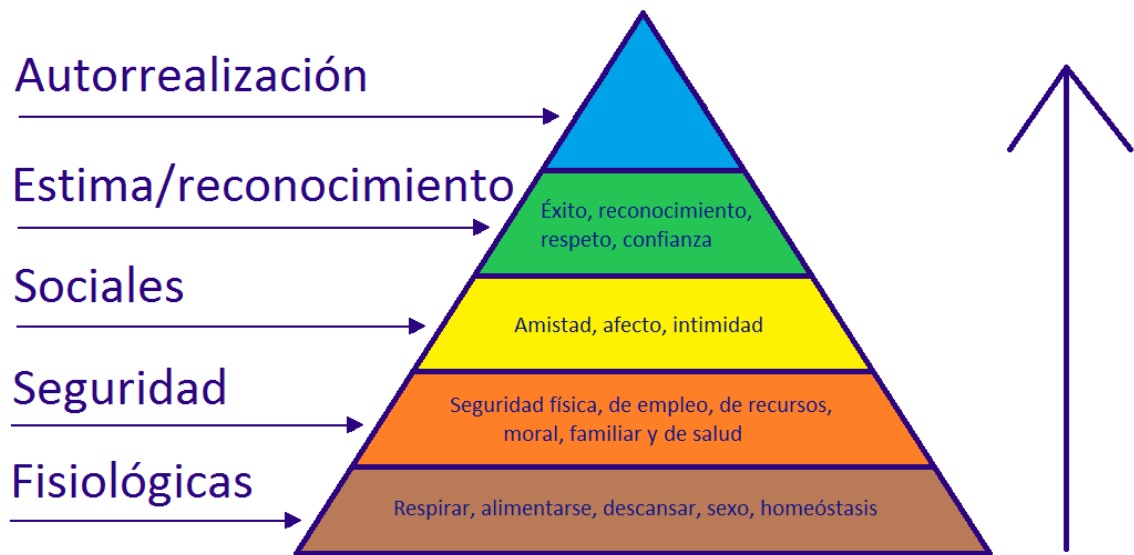 Autorrealización
Estima/reconocimiento
Éxito, reconocimiento,
respeto, confianza
Sociales
Amistad, afecto, intimidad
Seguridad
Seguridad física, de empleo, de recursos,
moral, familiar y de salud
Fisiológicas
Respirar, alimentarse, descansar, sexo, homeóstasis